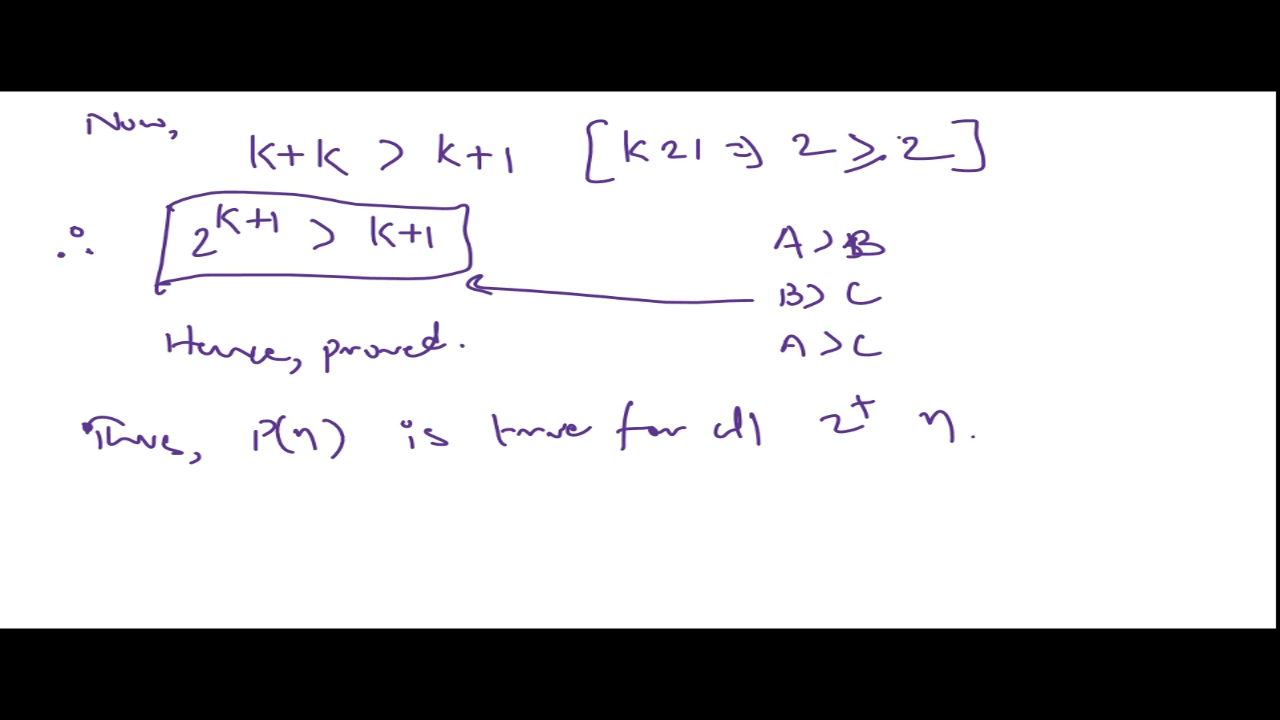 Now,
k+k > k+1 [k=1 ⇒ 2 ≥ 2]
∴ 2^{k+1} > k+1
A > B
B > C
A > C
Hence, proved.
Thus, P(n) is true for all Z⁺ n.